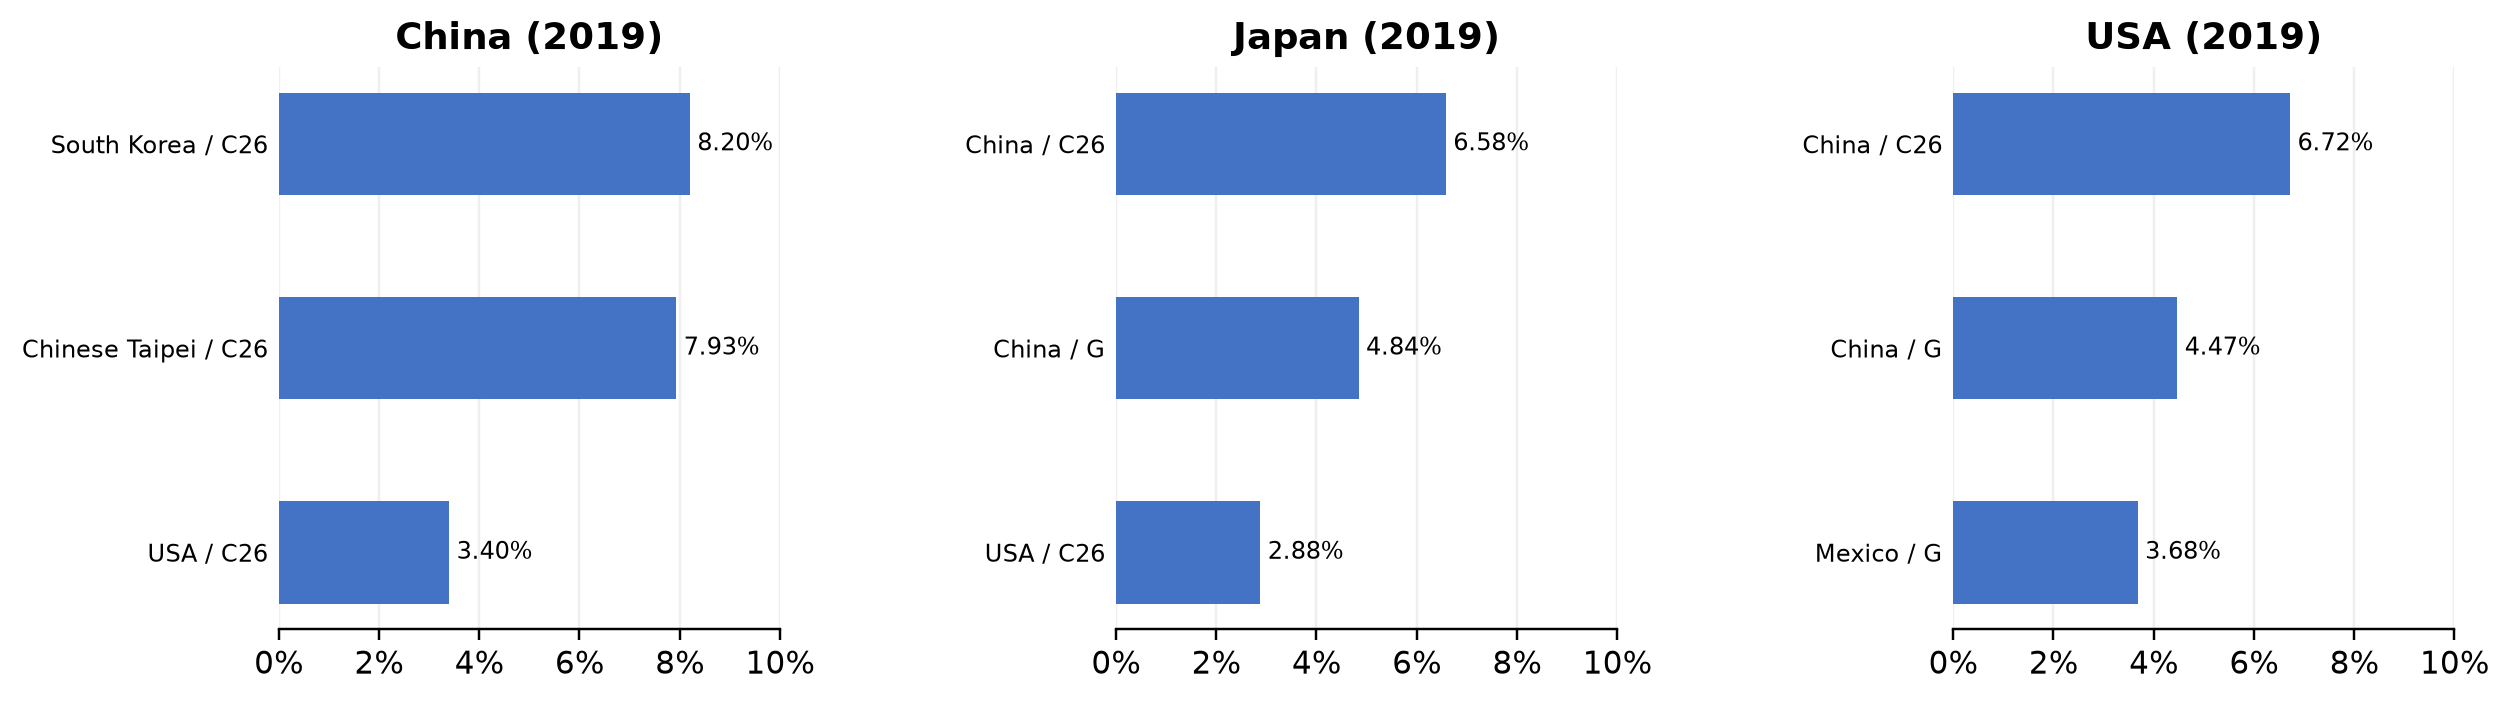 China (2019)
South Korea / C26
8.20%
Chinese Taipei / C26
7.93%
USA / C26
3.40%
0% 2% 4% 6% 8% 10%
Japan (2019)
China / C26
6.58%
China / G
4.84%
USA / C26
2.88%
0% 2% 4% 6% 8% 10%
USA (2019)
China / C26
6.72%
China / G
4.47%
Mexico / G
3.68%
0% 2% 4% 6% 8% 10%